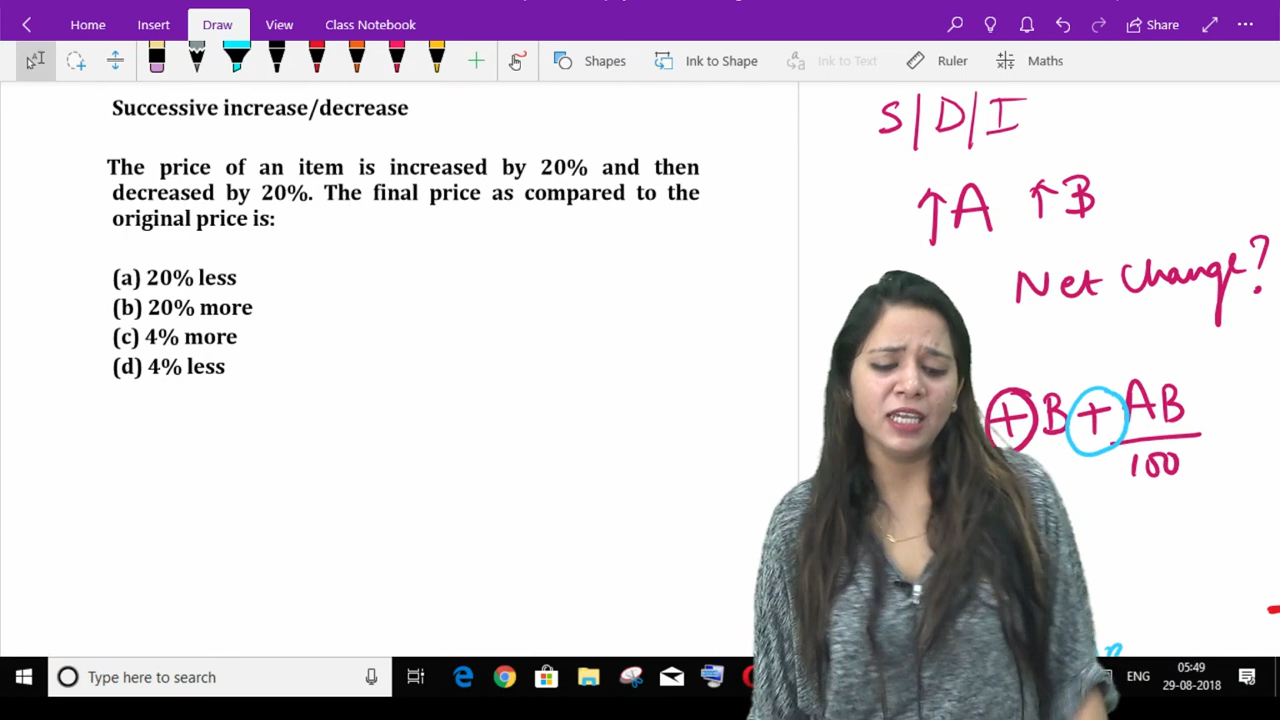 Home Insert Draw View Class Notebook Share
Shapes Ink to Shape Ink to Text Ruler Maths
Successive increase/decrease
The price of an item is increased by 20% and then
decreased by 20%. The final price as compared to the
original price is:
(a) 20% less
(b) 20% more
(c) 4% more
(d) 4% less
S/D/I
↑A ↑B
Net Change?
+ B + AB
100
Type here to search
ENG
05:49
29-08-2018